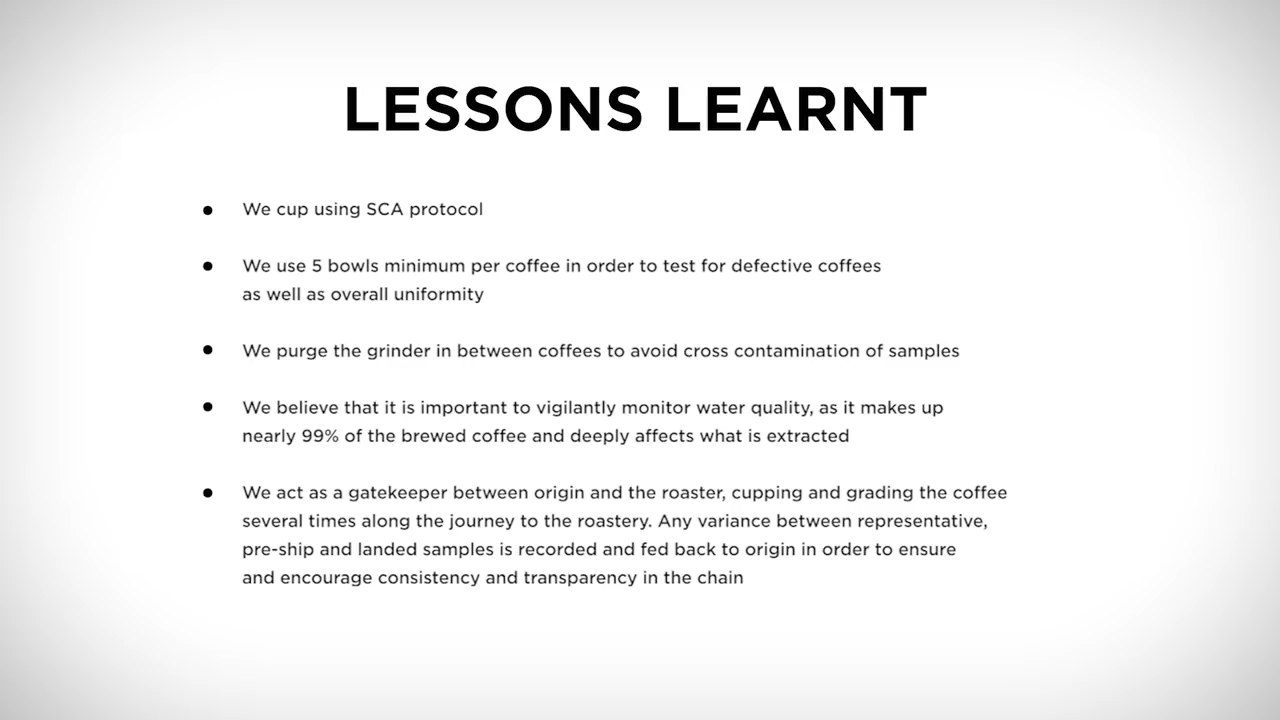 LESSONS LEARNT
● We cup using SCA protocol
● We use 5 bowls minimum per coffee in order to test for defective coffees
as well as overall uniformity
● We purge the grinder in between coffees to avoid cross contamination of samples
● We believe that it is important to vigilantly monitor water quality, as it makes up
nearly 99% of the brewed coffee and deeply affects what is extracted
● We act as a gatekeeper between origin and the roaster, cupping and grading the coffee
several times along the journey to the roastery. Any variance between representative,
pre-ship and landed samples is recorded and fed back to origin in order to ensure
and encourage consistency and transparency in the chain